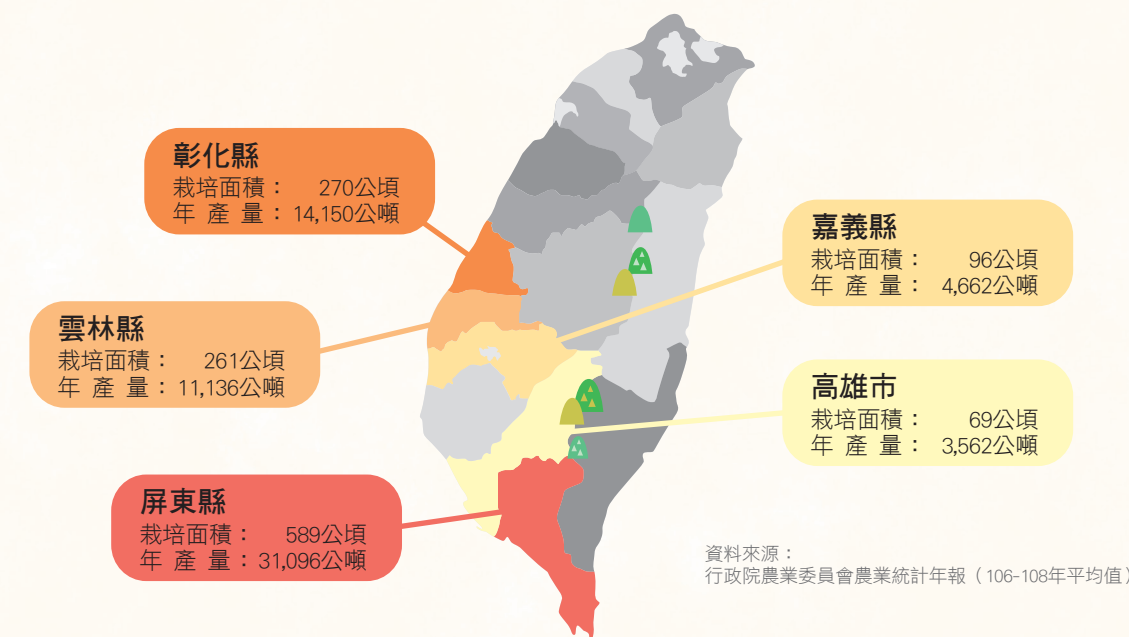 彰化縣
栽培面積： 270公頃
年 產 量：14,150公噸
嘉義縣
栽培面積： 96公頃
年 產 量： 4,662公噸
雲林縣
栽培面積： 261公頃
年 產 量：11,136公噸
高雄市
栽培面積： 69公頃
年 產 量： 3,562公噸
屏東縣
栽培面積： 589公頃
年 產 量：31,096公噸
資料來源：
行政院農業委員會農業統計年報（106-108年平均值）